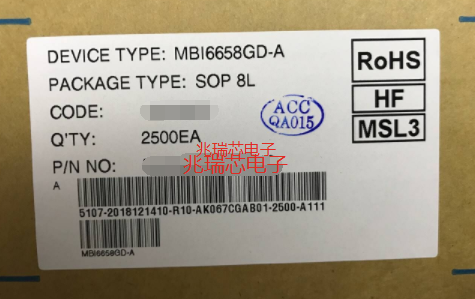 DEVICE TYPE: MBI6658GD-A
PACKAGE TYPE: SOP 8L
CODE:
Q'TY: 2500EA
P/N NO:
RoHS
HF
MSL3
ACC
QA015
兆瑞芯电子
兆瑞芯电子
A
5107-2018121410-R10-AK067CGAB01-2500-A111
MBI6658GD-A